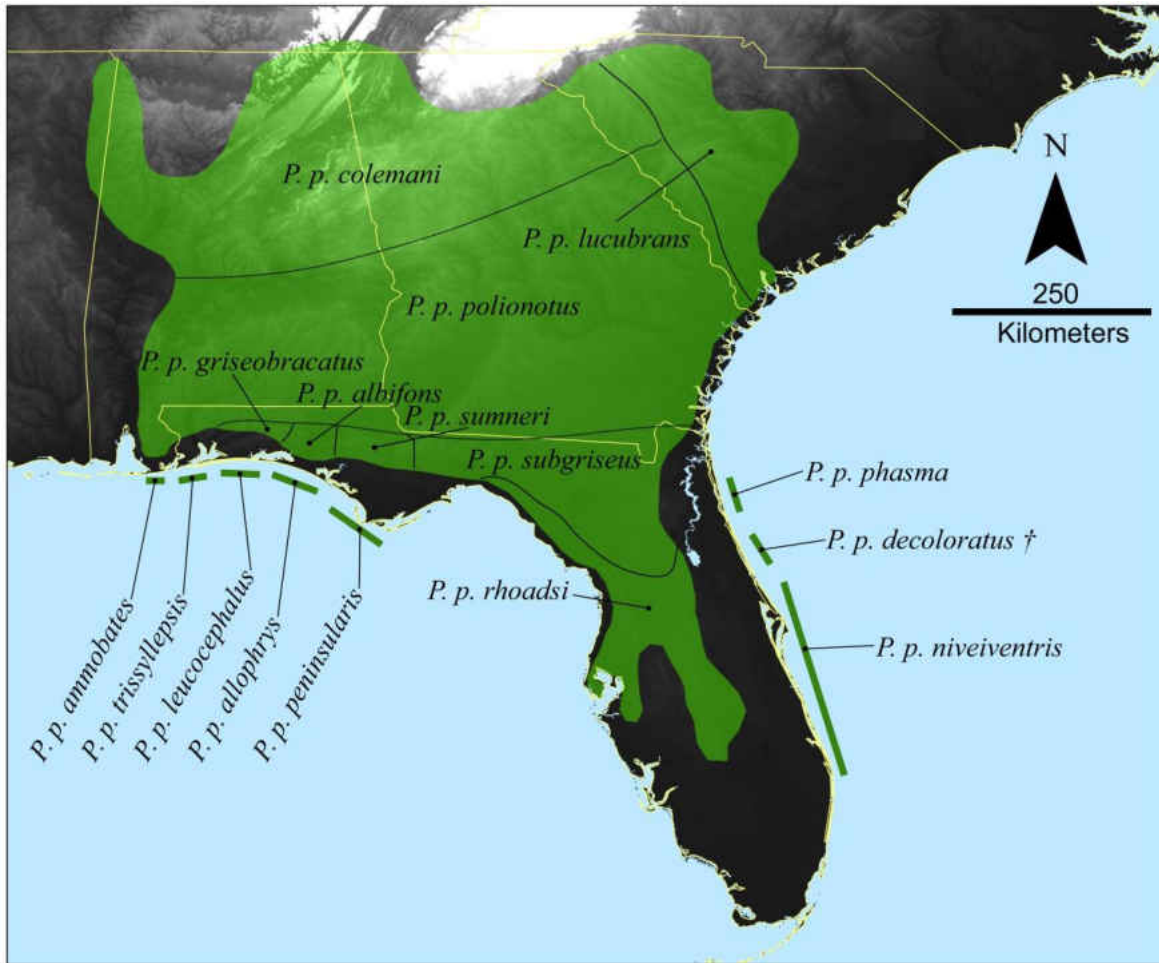 P. p. colemani
N
P. p. lucubrans
250
Kilometers
P. p. polionotus
P. p. griseobracatus
P. p. albifons
P. p. sumneri
P. p. subgriseus
P. p. phasma
P. p. decoloratus †
P. p. rhoadsi
P. p. niveiventris
P. p. ammobates
P. p. trissyllepsis
P. p. leucocephalus
P. p. allophrys
P. p. peninsularis